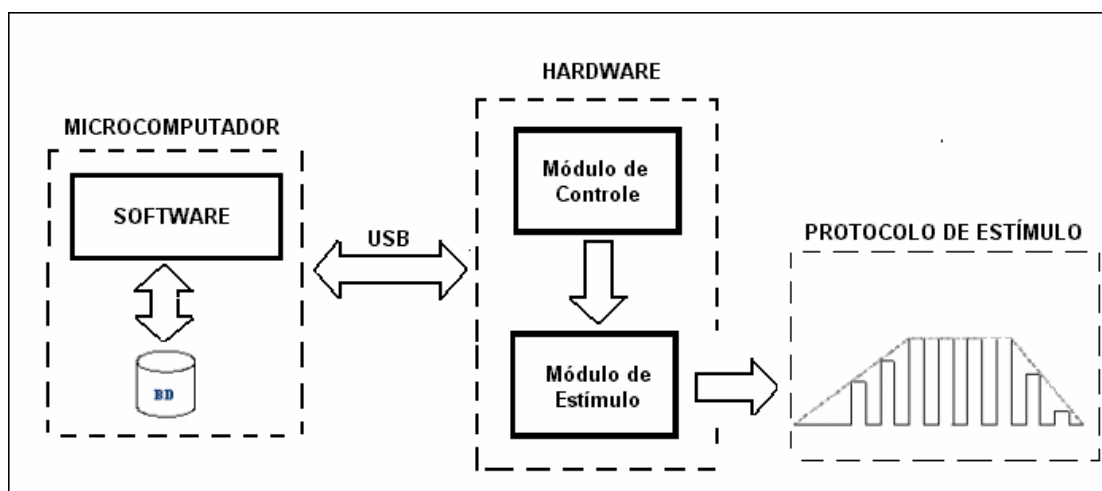 HARDWARE
MICROCOMPUTADOR
SOFTWARE
BD
USB
Módulo de
Controle
Módulo de
Estímulo
PROTOCOLO DE ESTÍMULO